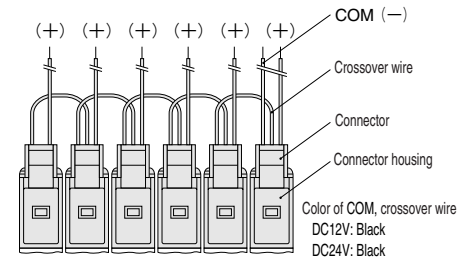 COM (−)
(+) (+) (+) (+) (+) (+)
Crossover wire
Connector
Connector housing
Color of COM, crossover wire
DC12V: Black
DC24V: Black